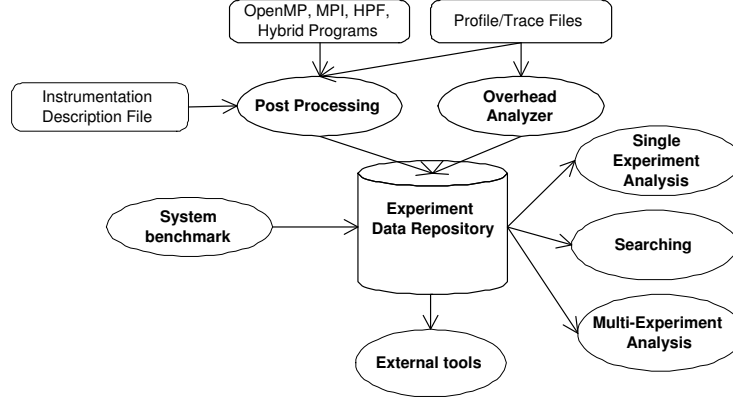 OpenMP, MPI, HPF,
Hybrid Programs
Profile/Trace Files
Instrumentation
Description File
Post Processing
Overhead
Analyzer
Single
Experiment
Analysis
System
benchmark
Experiment
Data Repository
Searching
Multi-Experiment
Analysis
External tools